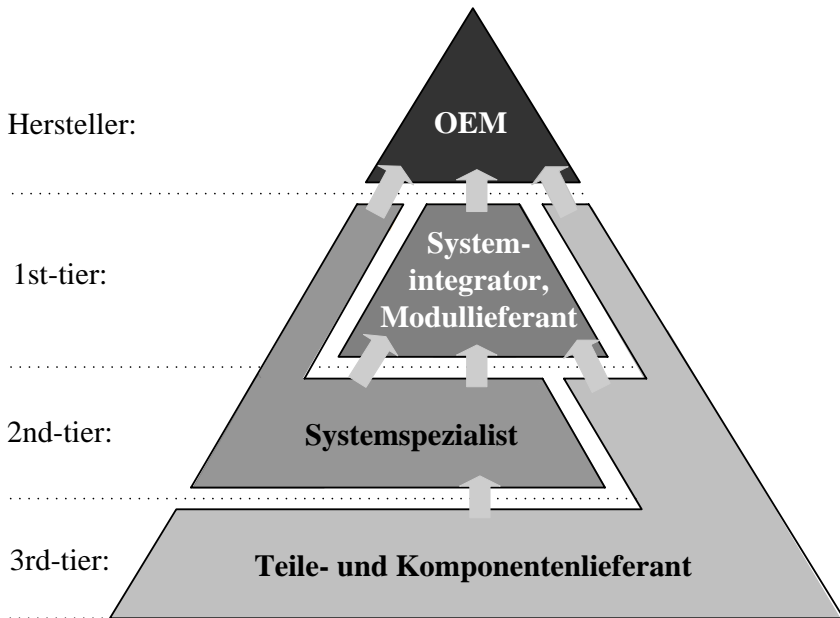 Hersteller:
OEM
1st-tier:
System-
integrator,
Modullieferant
2nd-tier:
Systemspezialist
3rd-tier:
Teile- und Komponentenlieferant